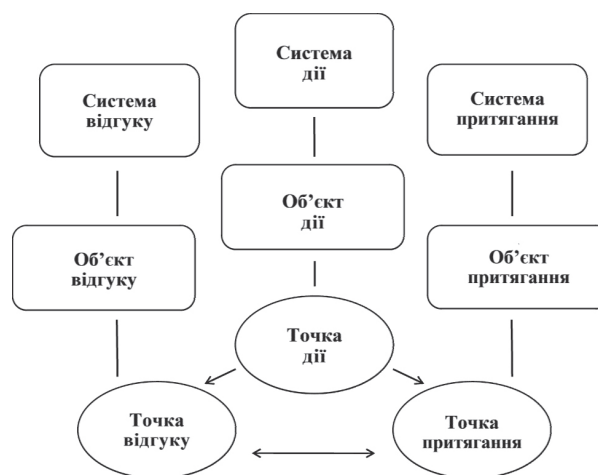 Система
дії
Система
відгуку
Система
притягання
Об’єкт
дії
Об’єкт
відгуку
Об’єкт
притягання
Точка
дії
Точка
відгуку
Точка
притягання